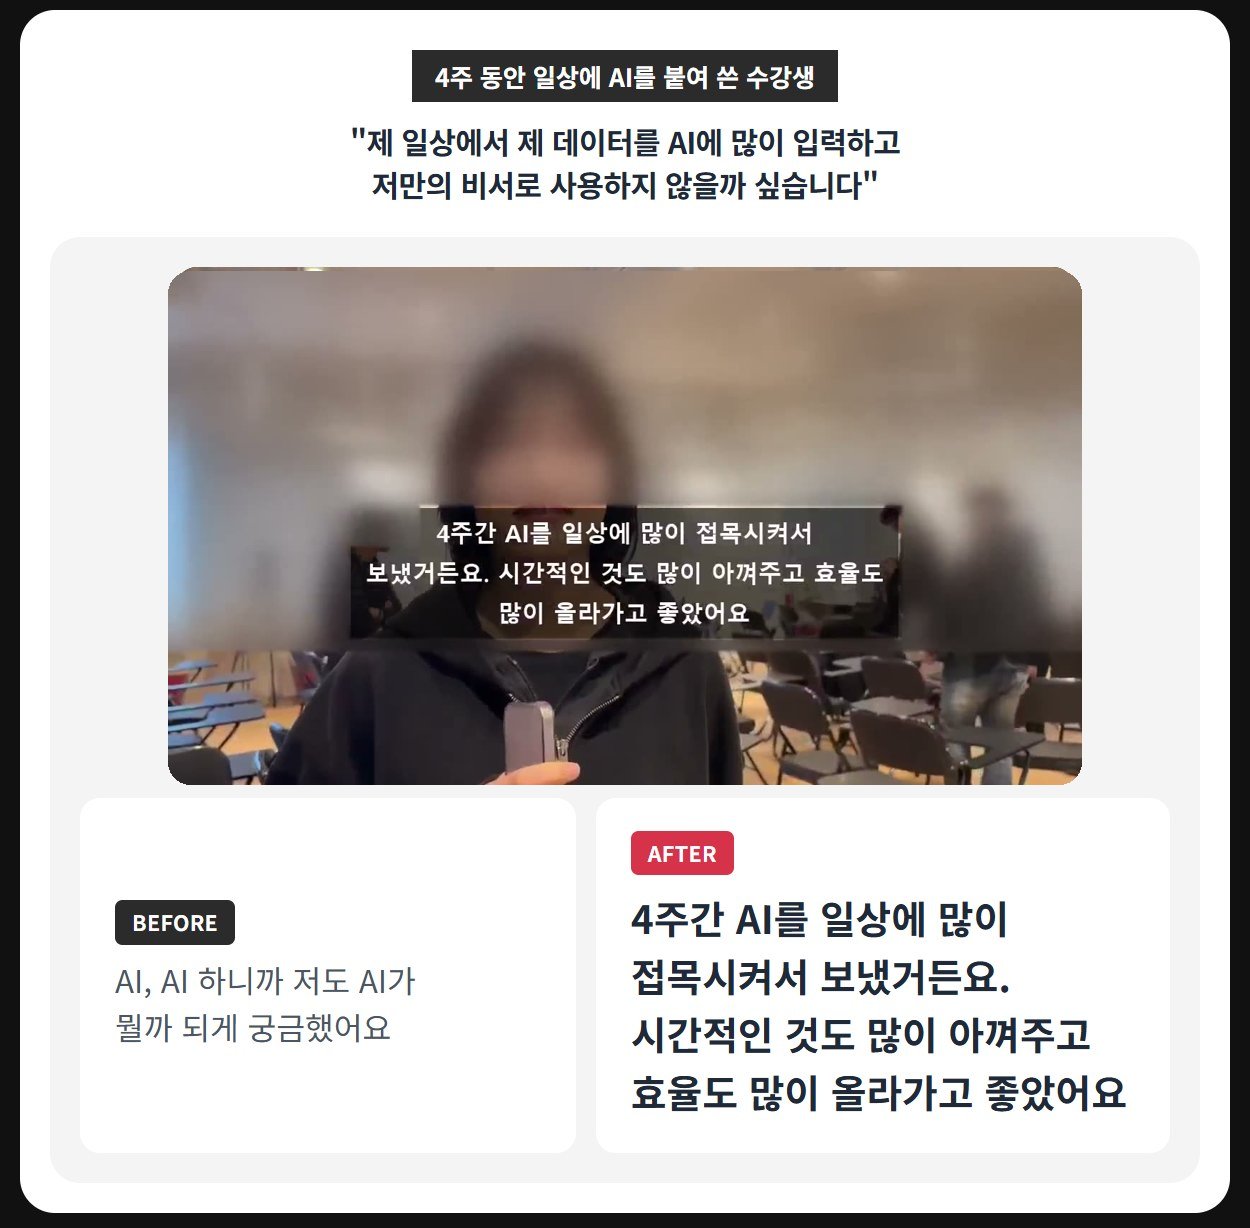 4주 동안 일상에 AI를 붙여 쓴 수강생
"제 일상에서 제 데이터를 AI에 많이 입력하고
저만의 비서로 사용하지 않을까 싶습니다"
4주간 AI를 일상에 많이 접목시켜서
보냈거든요. 시간적인 것도 많이 아껴주고 효율도
많이 올라가고 좋았어요
BEFORE
AI, AI 하니까 저도 AI가
뭘까 되게 궁금했어요
AFTER
4주간 AI를 일상에 많이
접목시켜서 보냈거든요.
시간적인 것도 많이 아껴주고
효율도 많이 올라가고 좋았어요